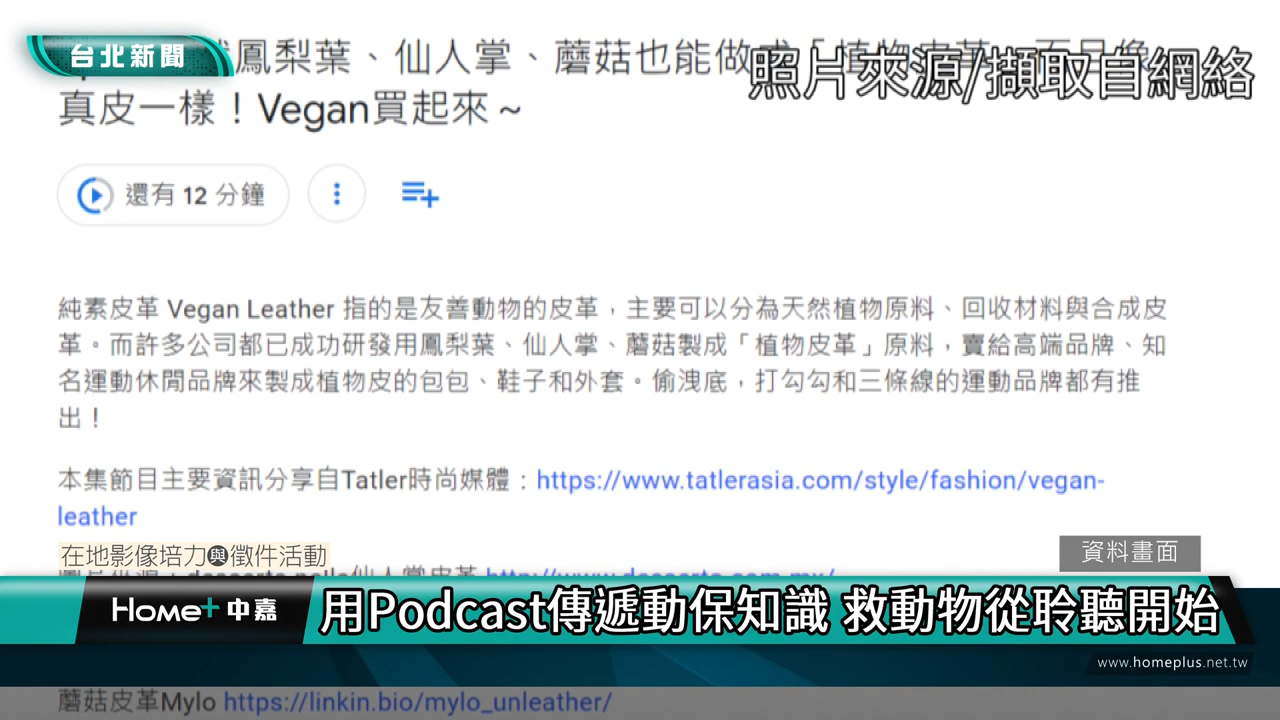 台北新聞
鳳梨葉、仙人掌、蘑菇也能做成「植物皮革」而且像
照片來源/擷取自網絡
真皮一樣！Vegan買起來～
還有 12 分鐘
純素皮革 Vegan Leather 指的是友善動物的皮革，主要可以分為天然植物原料、回收材料與合成皮
革。而許多公司都已成功研發用鳳梨葉、仙人掌、蘑菇製成「植物皮革」原料，賣給高端品牌、知
名運動休閒品牌來製成植物皮的包包、鞋子和外套。偷洩底，打勾勾和三條線的運動品牌都有推
出！
本集節目主要資訊分享自Tatler時尚媒體：https://www.tatlerasia.com/style/fashion/vegan-
leather
在地影像培力與徵件活動
資料畫面
仙人掌皮革
Home+中嘉
用Podcast傳遞動保知識 救動物從聆聽開始
www.homeplus.net.tw
蘑菇皮革Mylo https://linkin.bio/mylo_unleather/